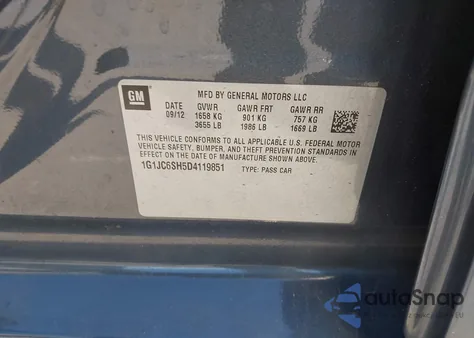 GM
MFD BY GENERAL MOTORS LLC
DATE GVWR GAWR FRT GAWR RR
09/12 1658 KG 901 KG 757 KG
3655 LB 1986 LB 1669 LB
THIS VEHICLE CONFORMS TO ALL APPLICABLE U.S. FEDERAL MOTOR
VEHICLE SAFETY, BUMPER, AND THEFT PREVENTION STANDARDS
IN EFFECT ON THE DATE OF MANUFACTURE SHOWN ABOVE.
1G1JC6SH5D4119851 TYPE: PASS CAR
autoSnap